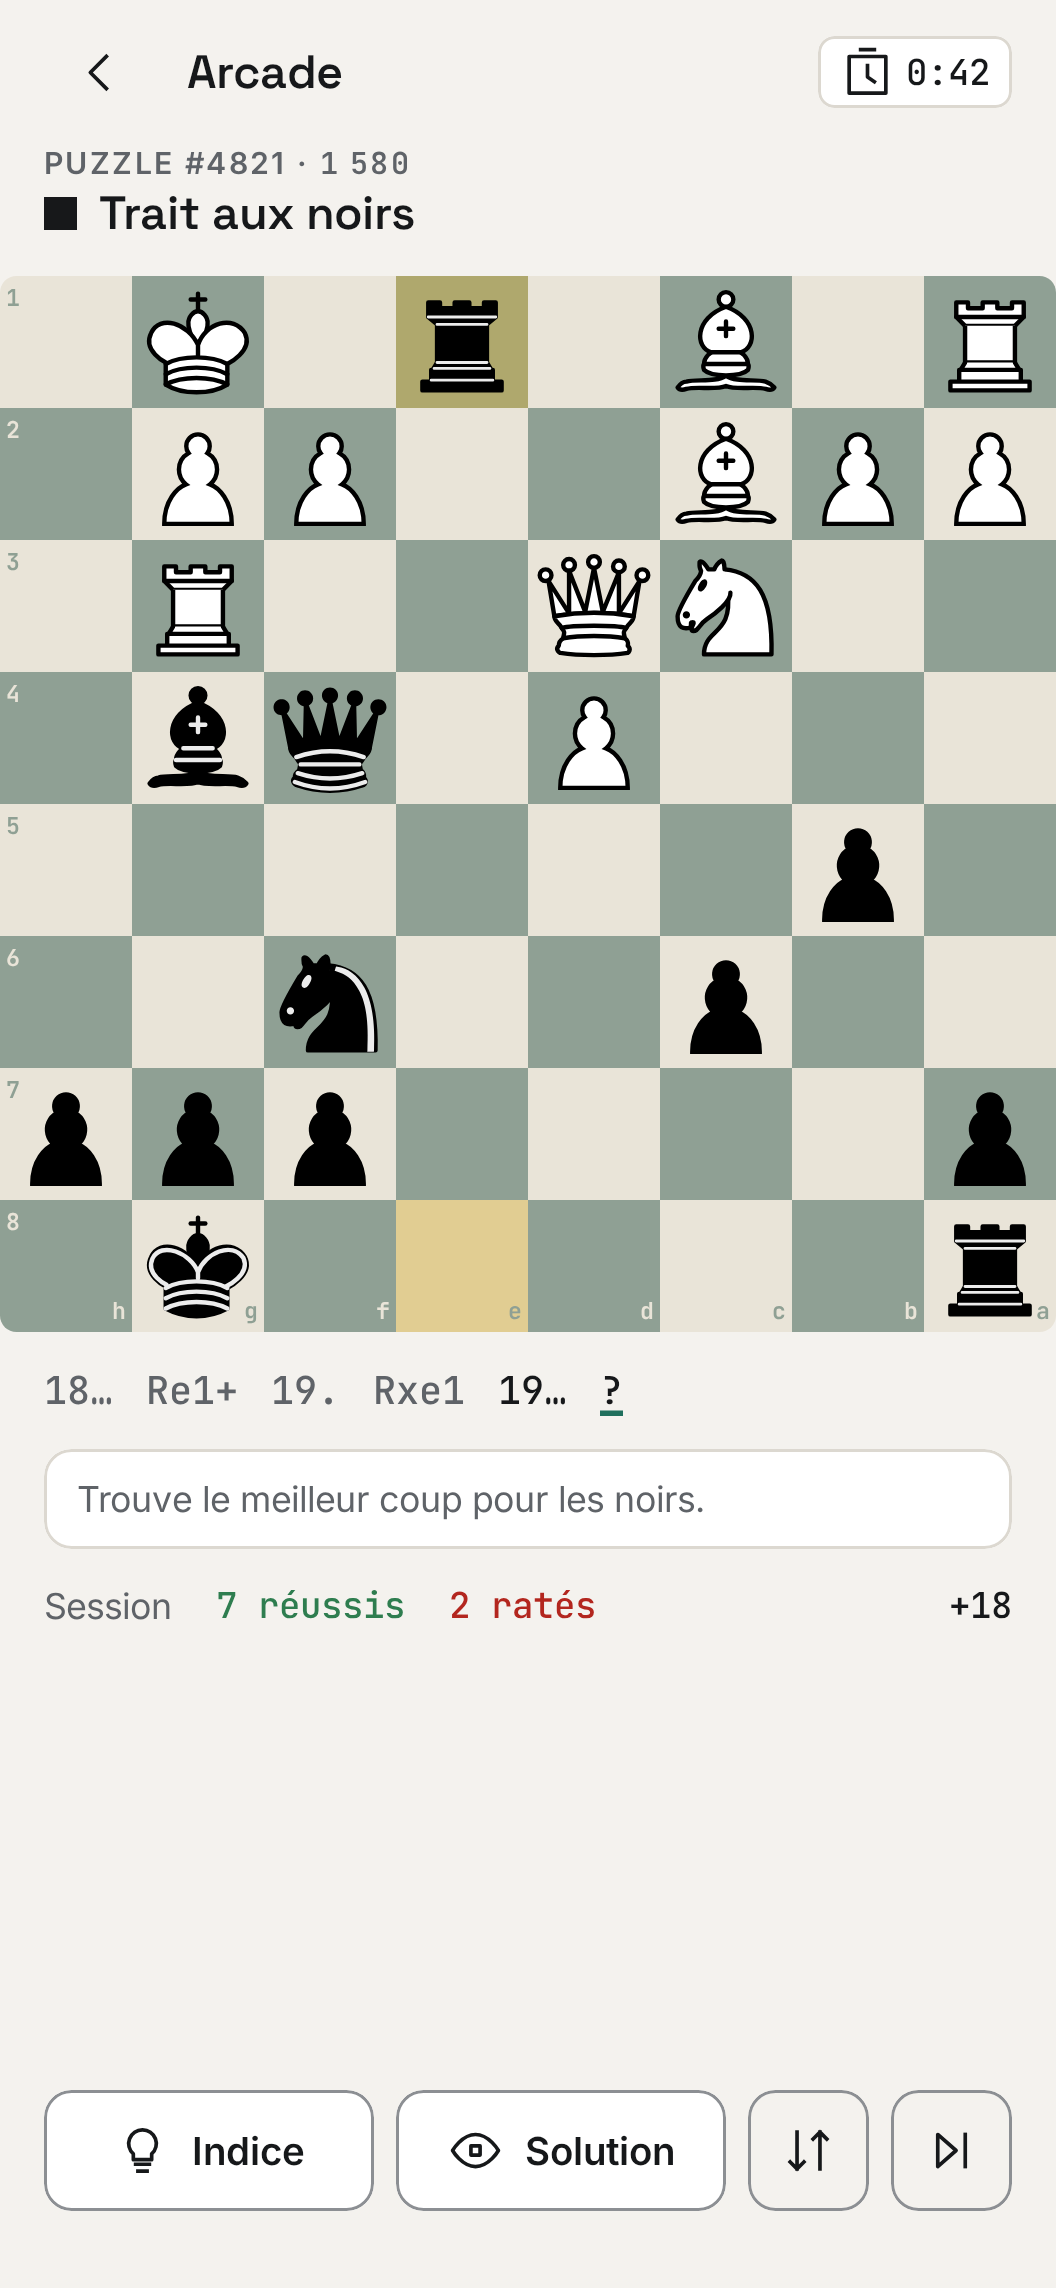 Arcade
0:42
PUZZLE #4821 · 1 580
Trait aux noirs
1
2
3
4
5
6
7
8
h g f e d c b a
18… Re1+ 19. Rxe1 19… ?
Trouve le meilleur coup pour les noirs.
Session 7 réussis 2 ratés +18
Indice
Solution